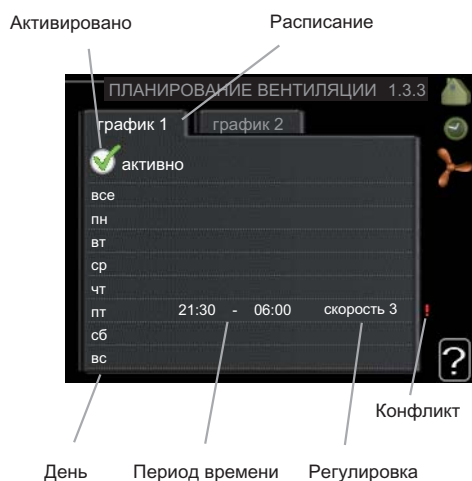 Активировано Расписание
ПЛАНИРОВАНИЕ ВЕНТИЛЯЦИИ 1.3.3
график 1 график 2
активно
все
пн
вт
ср
чт
пт 21:30 - 06:00 скорость 3 !
сб
вс
?
Конфликт
День Период времени Регулировка